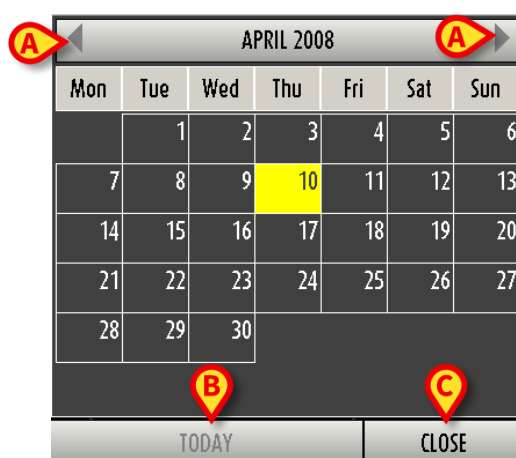 A APRIL 2008 A
Mon Tue Wed Thu Fri Sat Sun
1 2 3 4 5 6
7 8 9 10 11 12 13
14 15 16 17 18 19 20
21 22 23 24 25 26 27
28 29 30
B C
TODAY CLOSE